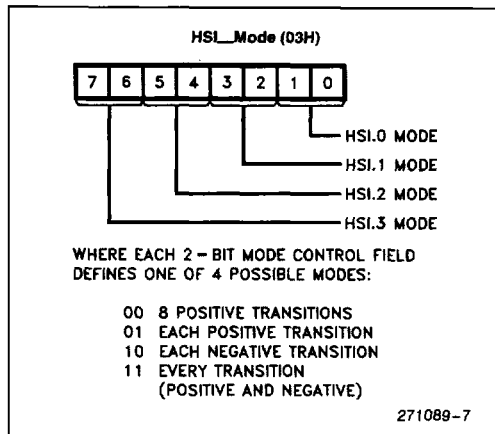 HSI__Mode (03H)
7 6 5 4 3 2 1 0
HSI.0 MODE
HSI.1 MODE
HSI.2 MODE
HSI.3 MODE
WHERE EACH 2-BIT MODE CONTROL FIELD
DEFINES ONE OF 4 POSSIBLE MODES:
00 8 POSITIVE TRANSITIONS
01 EACH POSITIVE TRANSITION
10 EACH NEGATIVE TRANSITION
11 EVERY TRANSITION
(POSITIVE AND NEGATIVE)
271089-7